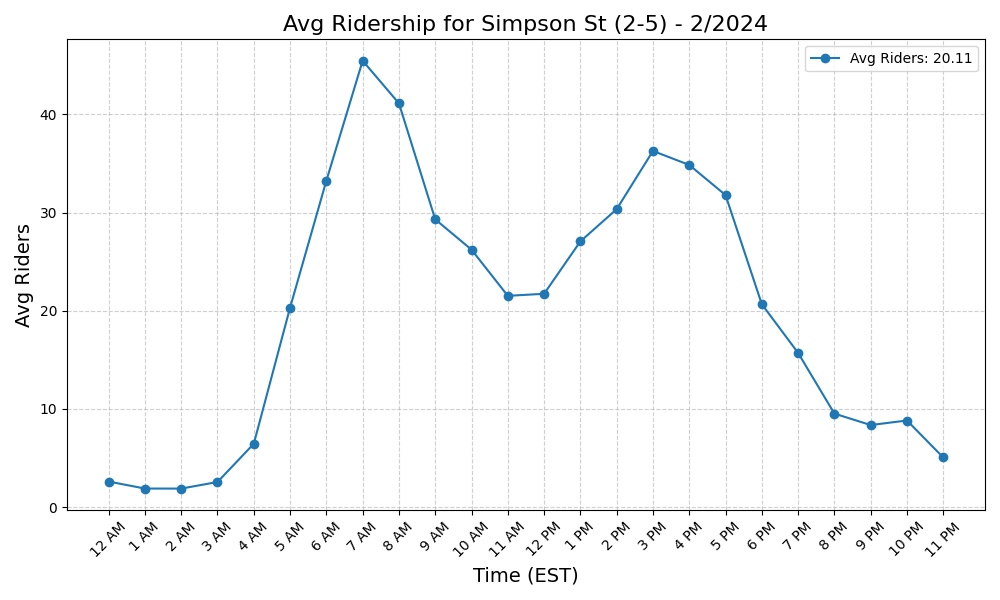 Avg Ridership for Simpson St (2-5) - 2/2024
Avg Riders: 20.11
Avg Riders
40
30
20
10
0
12 AM
1 AM
2 AM
3 AM
4 AM
5 AM
6 AM
7 AM
8 AM
9 AM
10 AM
11 AM
12 PM
1 PM
2 PM
3 PM
4 PM
5 PM
6 PM
7 PM
8 PM
9 PM
10 PM
11 PM
Time (EST)